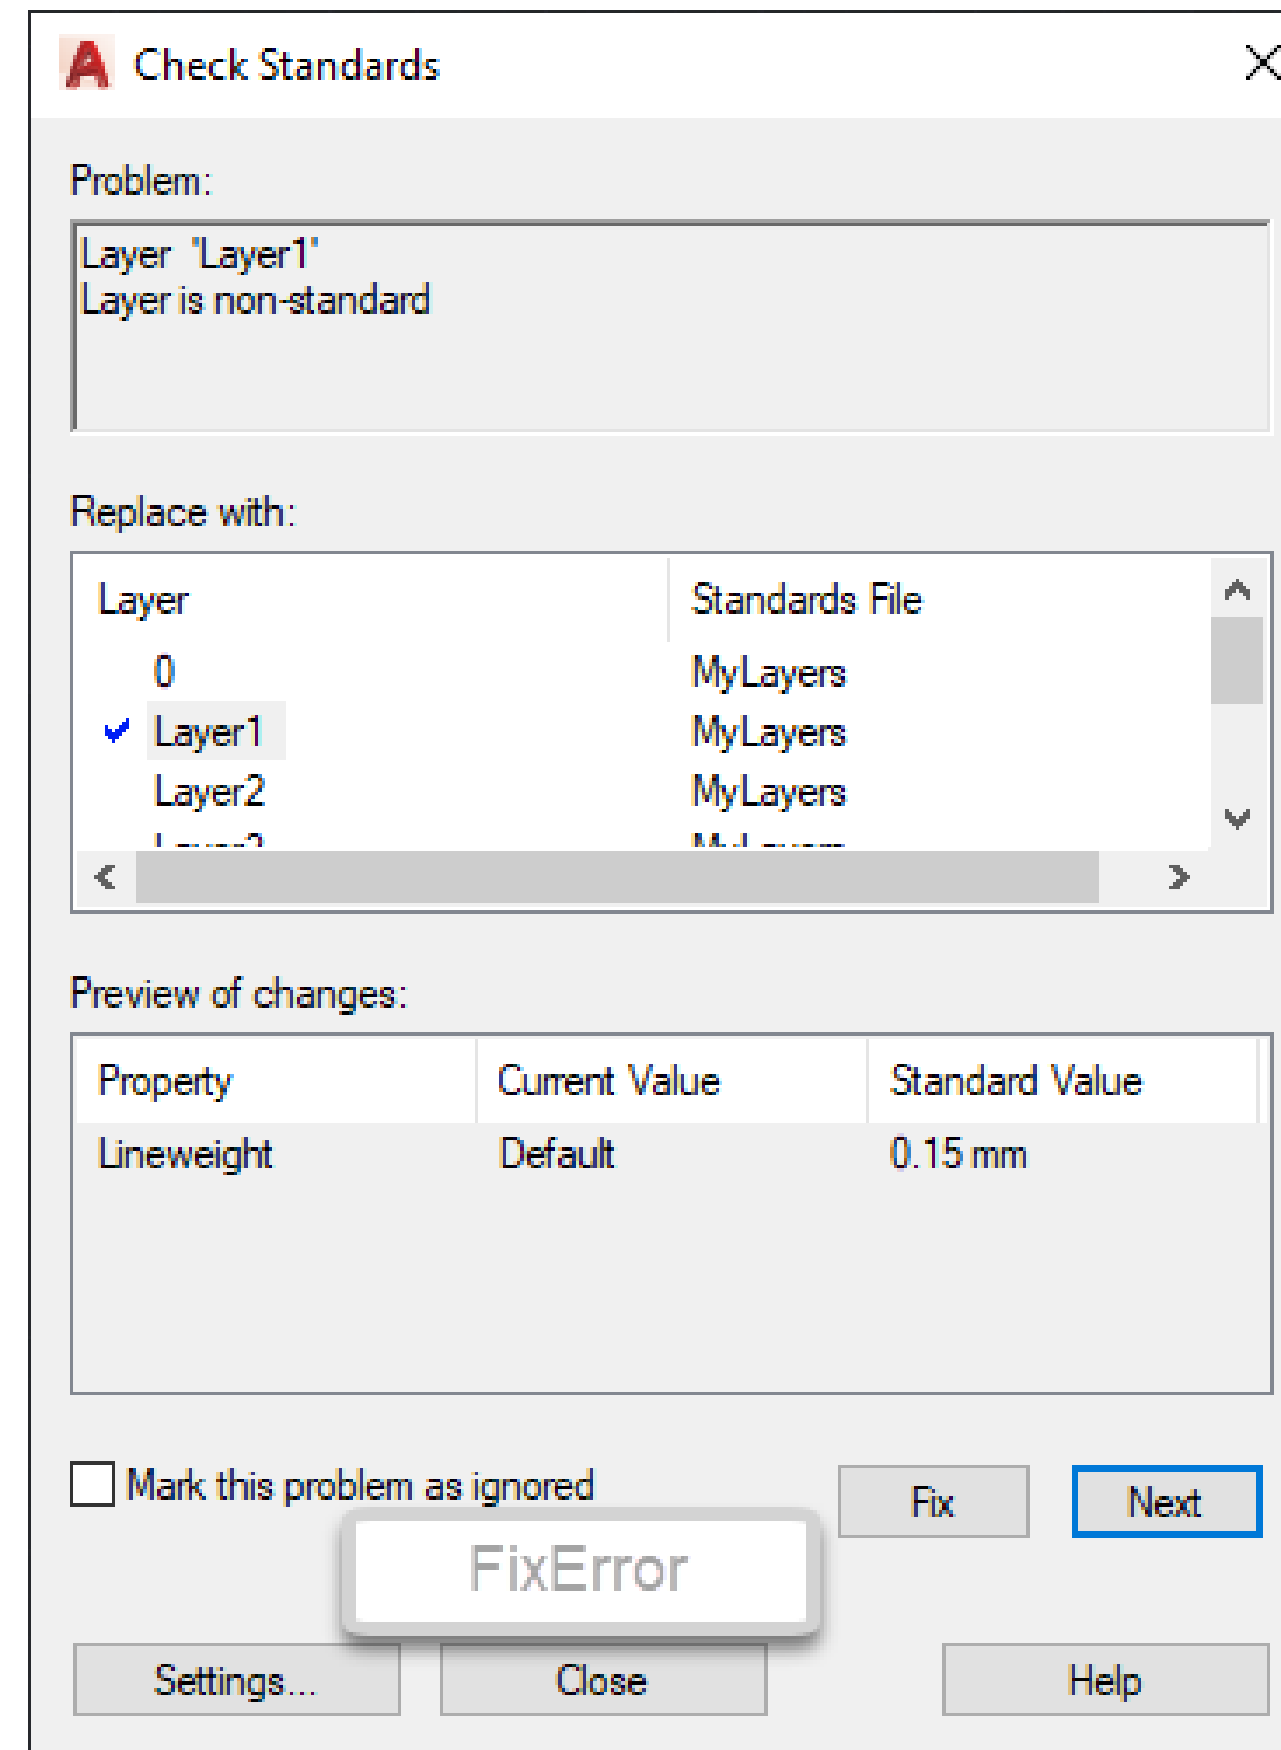 Check Standards
Problem:
Layer "Layer1"
Layer is non-standard
Replace with:
Layer Standards File
0 MyLayers
Layer1 MyLayers
Layer2 MyLayers
Preview of changes:
Property Current Value Standard Value
Lineweight Default 0.15 mm
Mark this problem as ignored
Fix Next
FixError
Settings... Close Help